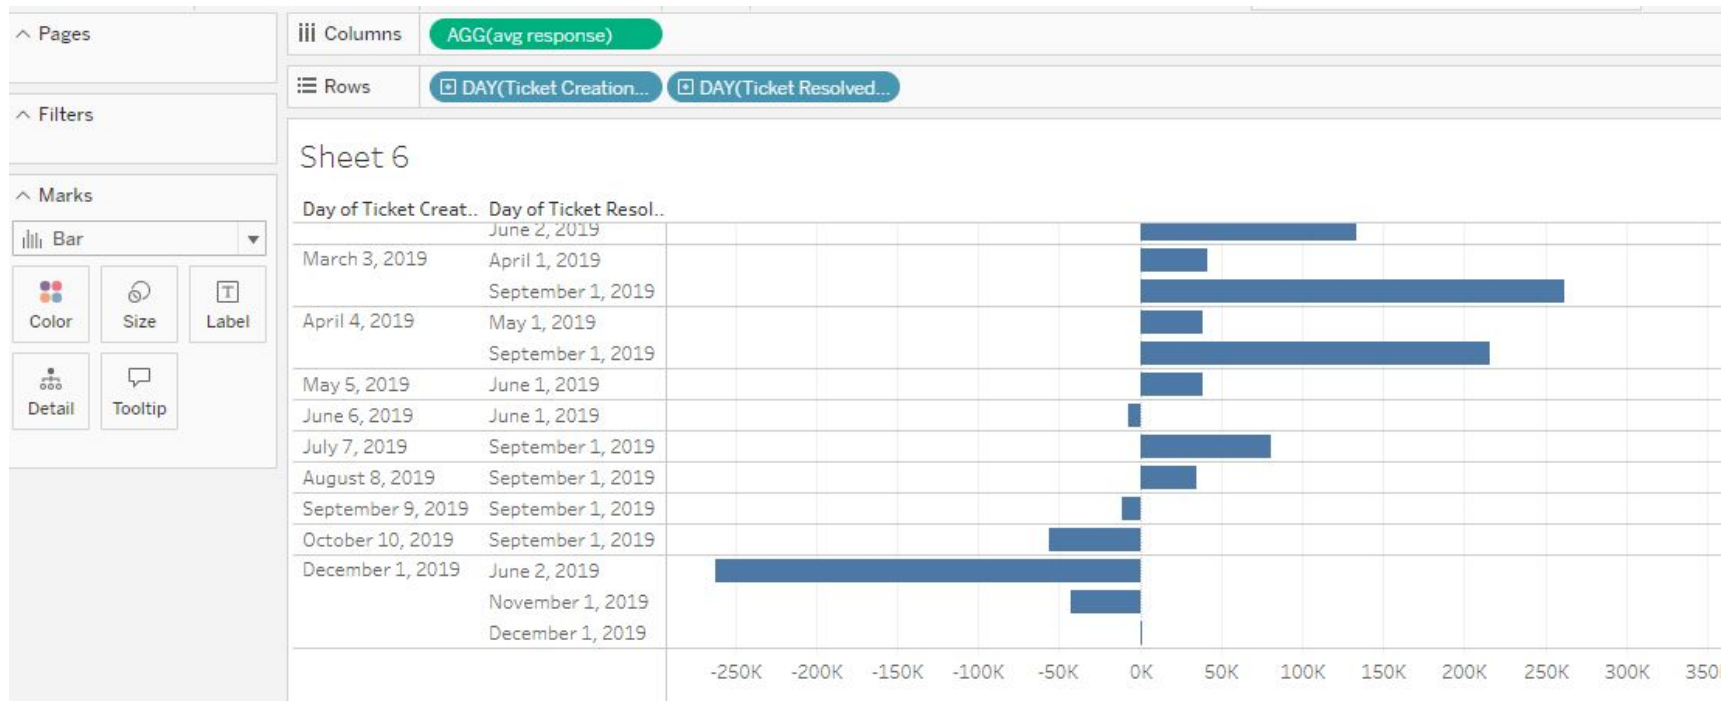 Pages
Columns
AGG(avg response)
Rows
DAY(Ticket Creation...
DAY(Ticket Resolved...
Filters
Sheet 6
Marks
Bar
Color
Size
Label
Detail
Tooltip
Day of Ticket Creat.. Day of Ticket Resol..
June 2, 2019
March 3, 2019 April 1, 2019
September 1, 2019
April 4, 2019 May 1, 2019
September 1, 2019
May 5, 2019 June 1, 2019
June 6, 2019 June 1, 2019
July 7, 2019 September 1, 2019
August 8, 2019 September 1, 2019
September 9, 2019 September 1, 2019
October 10, 2019 September 1, 2019
December 1, 2019 June 2, 2019
November 1, 2019
December 1, 2019
-250K -200K -150K -100K -50K 0K 50K 100K 150K 200K 250K 300K 350